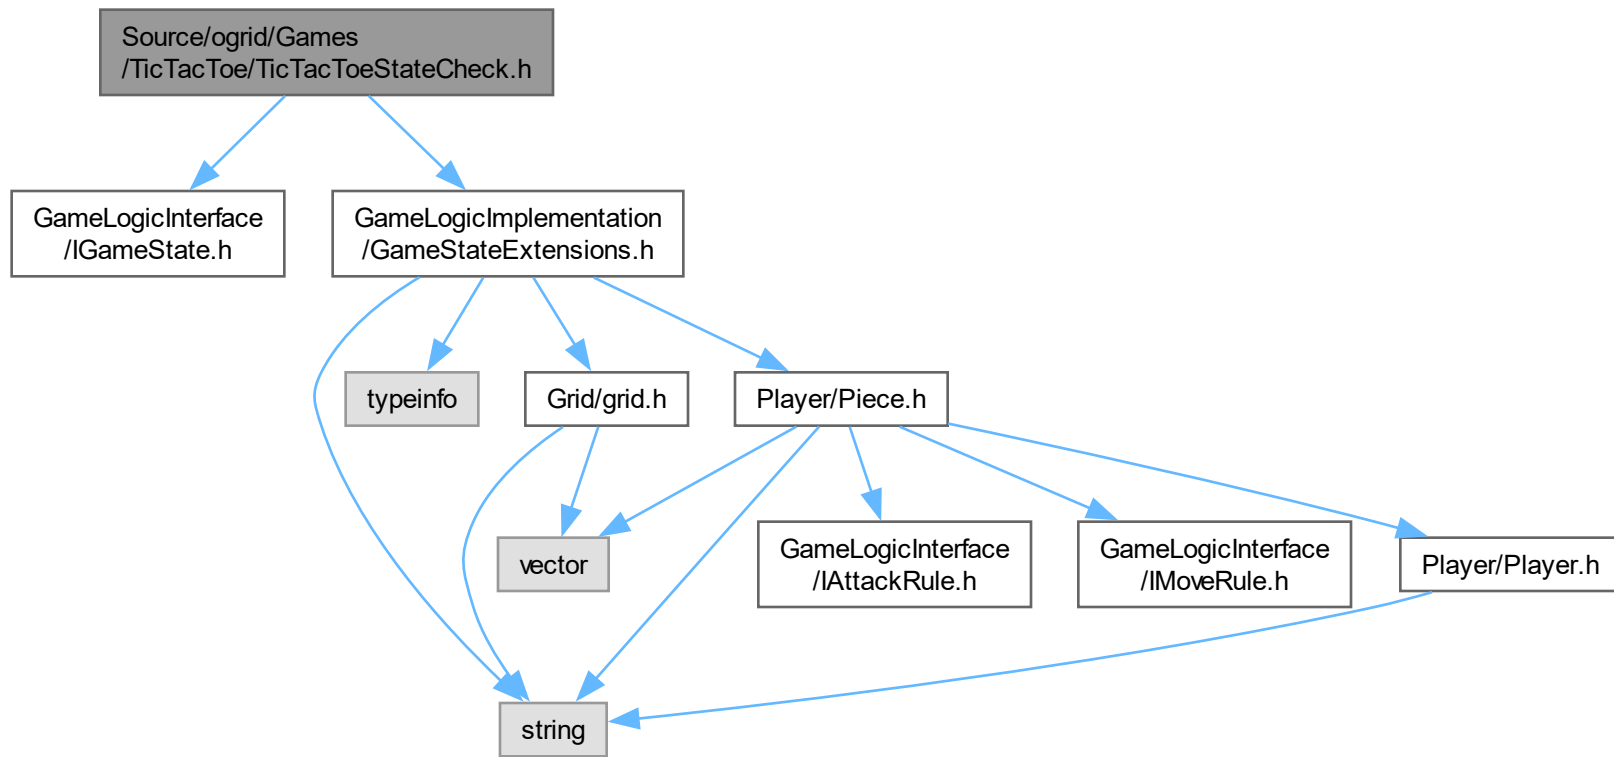 Source/ogrid/Games
/TicTacToe/TicTacToeStateCheck.h
GameLogicInterface
/IGameState.h
GameLogicImplementation
/GameStateExtensions.h
typeinfo
Grid/grid.h
Player/Piece.h
vector
GameLogicInterface
/IAttackRule.h
GameLogicInterface
/IMoveRule.h
Player/Player.h
string